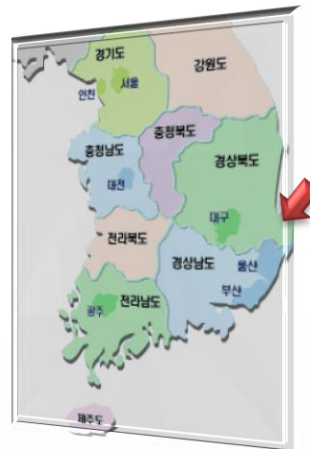 경기도
강원도
인천
서울
충청북도
충청남도
경상북도
대전
대구
전라북도
경상남도
울산
부산
광주
전라남도
제주도